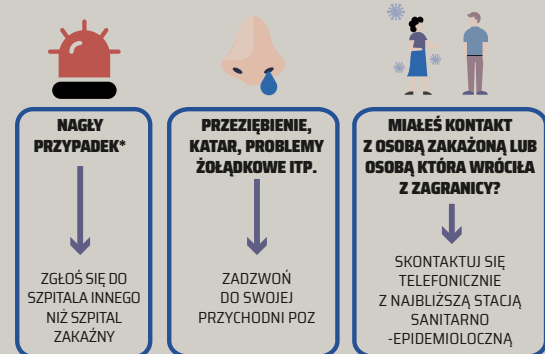 NAGŁY
PRZYPADEK*
ZGŁOŚ SIĘ DO
SZPITALA INNEGO
NIŻ SZPITAL
ZAKAŹNY
PRZEZIĘBIENIE,
KATAR, PROBLEMY
ŻOŁĄDKOWE ITP.
ZADZWOŃ
DO SWOJEJ
PRZYCHODNI POZ
MIAŁEŚ KONTAKT
Z OSOBĄ ZAKAŻONĄ LUB
OSOBĄ KTÓRA WRÓCIŁA
Z ZAGRANICY?
SKONTAKTUJ SIĘ
TELEFONICZNIE
Z NAJBLIŻSZĄ STACJĄ
SANITARNO
-EPIDEMIOLOCZNĄ